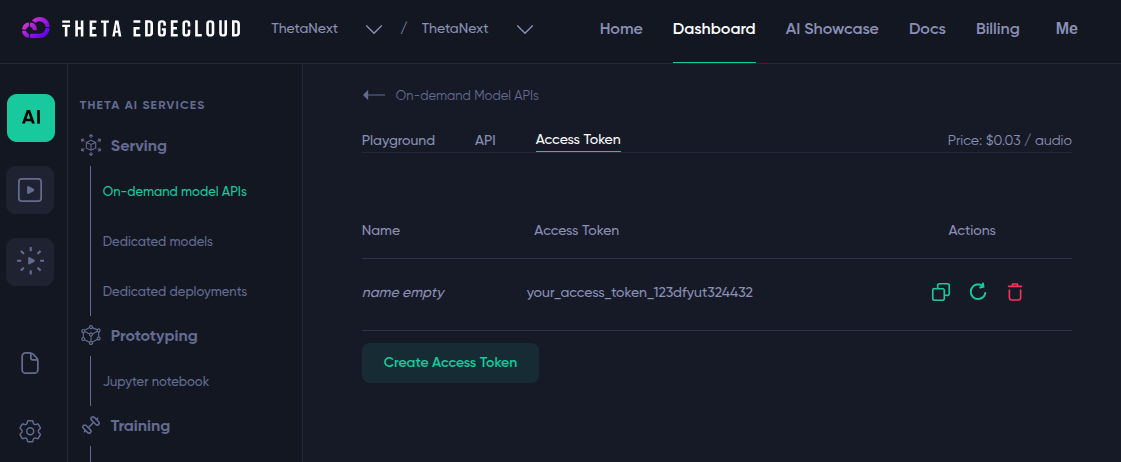 THETA EDGECLOUD
ThetaNext / ThetaNext
Home Dashboard AI Showcase Docs Billing Me
AI
THETA AI SERVICES
Serving
On-demand model APIs
Dedicated models
Dedicated deployments
Prototyping
Jupyter notebook
Training
On-demand Model APIs
Playground API Access Token Price: $0.03 / audio
Name Access Token Actions
name empty your_access_token_123dfyut324432
Create Access Token